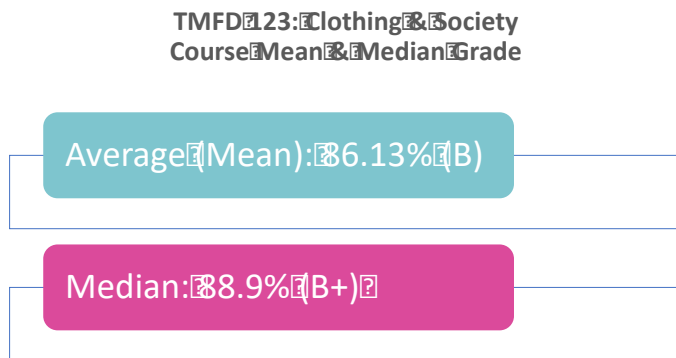 TMFD 123: Clothing & Society
Course Mean & Median Grade
Average (Mean): 86.13% (B)
Median: 88.9% (B+)